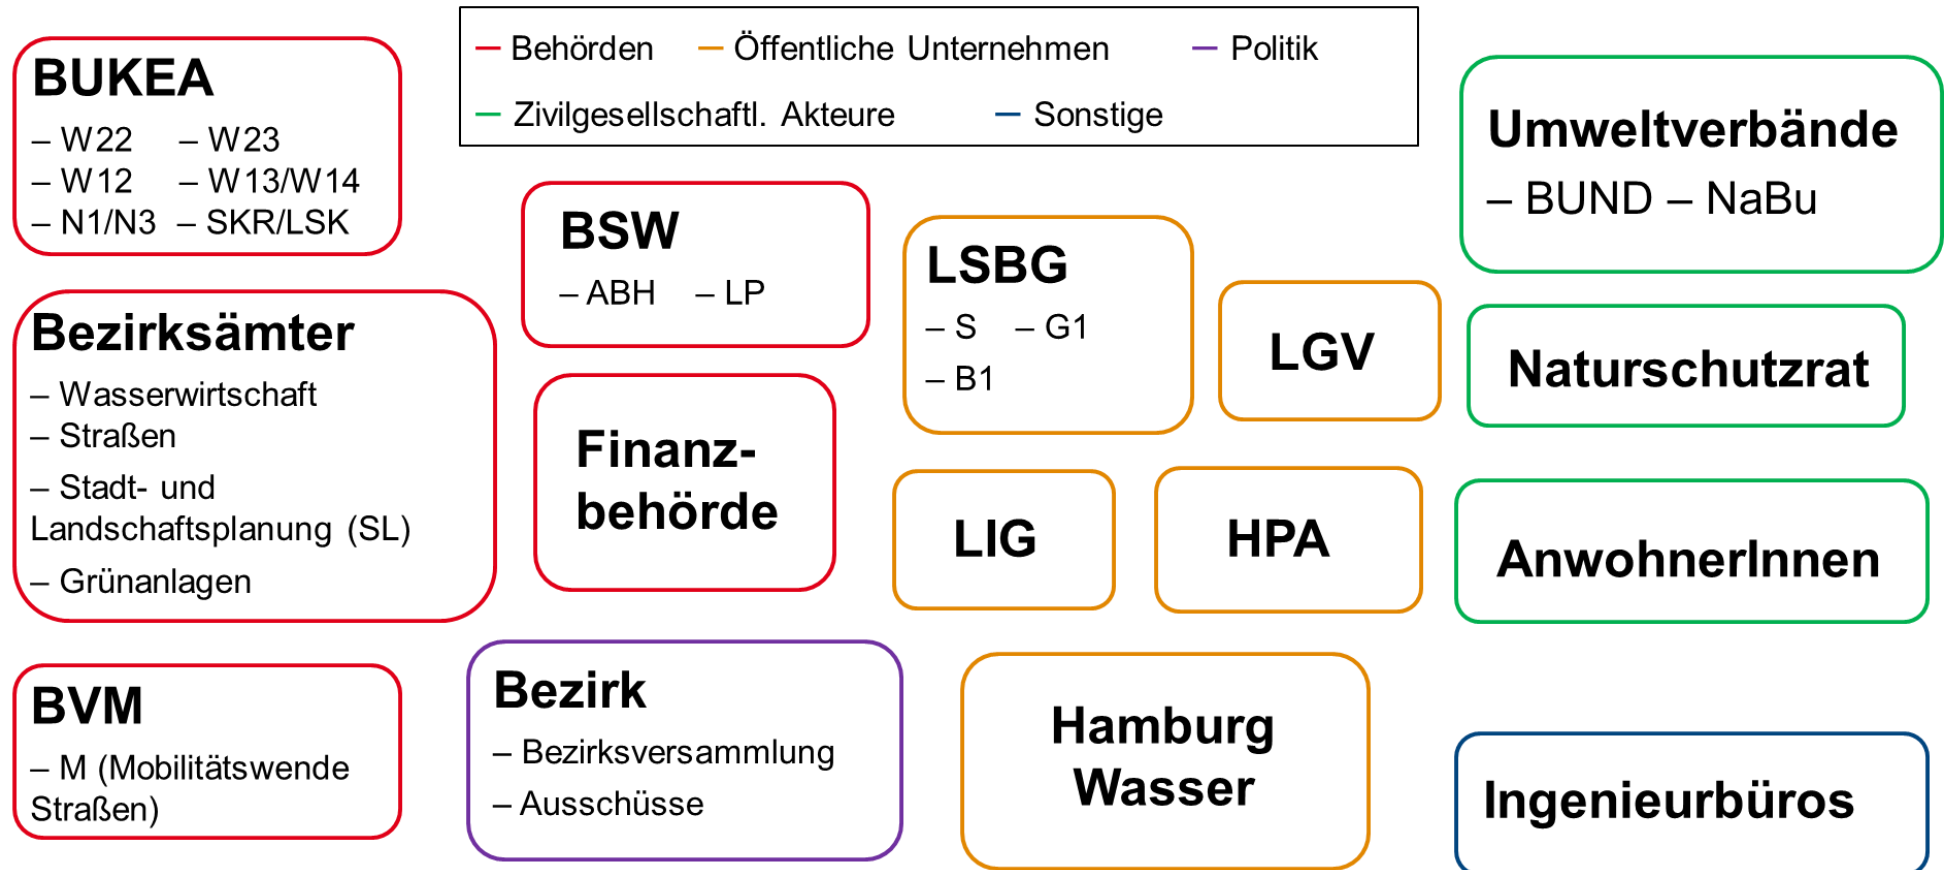 – Behörden – Öffentliche Unternehmen – Politik
– Zivilgesellschaftl. Akteure – Sonstige
BUKEA
– W22 – W23
– W12 – W13/W14
– N1/N3 – SKR/LSK
Bezirksämter
– Wasserwirtschaft
– Straßen
– Stadt- und
Landschaftsplanung (SL)
– Grünanlagen
BVM
– M (Mobilitätswende
Straßen)
BSW
– ABH – LP
Finanz-
behörde
Bezirk
– Bezirksversammlung
– Ausschüsse
LSBG
– S – G1
– B1
LGV
LIG
HPA
Hamburg
Wasser
Umweltverbände
– BUND – NaBu
Naturschutzrat
AnwohnerInnen
Ingenieurbüros